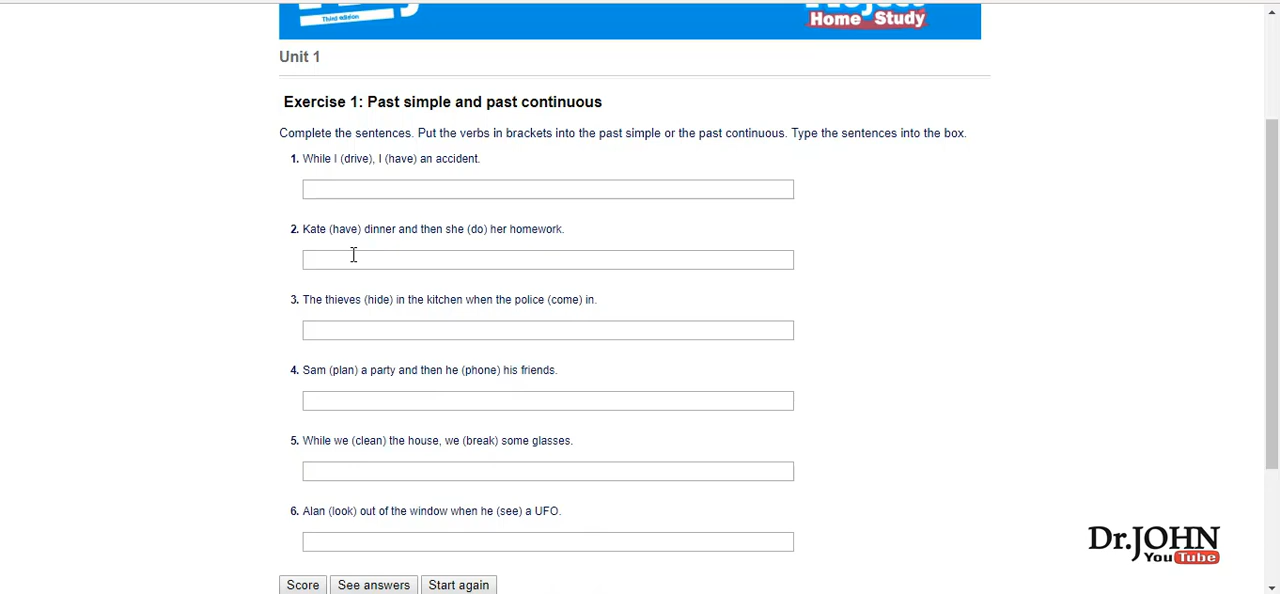 Third edition
Home Study
Unit 1
Exercise 1: Past simple and past continuous
Complete the sentences. Put the verbs in brackets into the past simple or the past continuous. Type the sentences into the box.
1. While I (drive), I (have) an accident.
2. Kate (have) dinner and then she (do) her homework.
3. The thieves (hide) in the kitchen when the police (come) in.
4. Sam (plan) a party and then he (phone) his friends.
5. While we (clean) the house, we (break) some glasses.
6. Alan (look) out of the window when he (see) a UFO.
Dr.JOHN
YouTube
Score See answers Start again